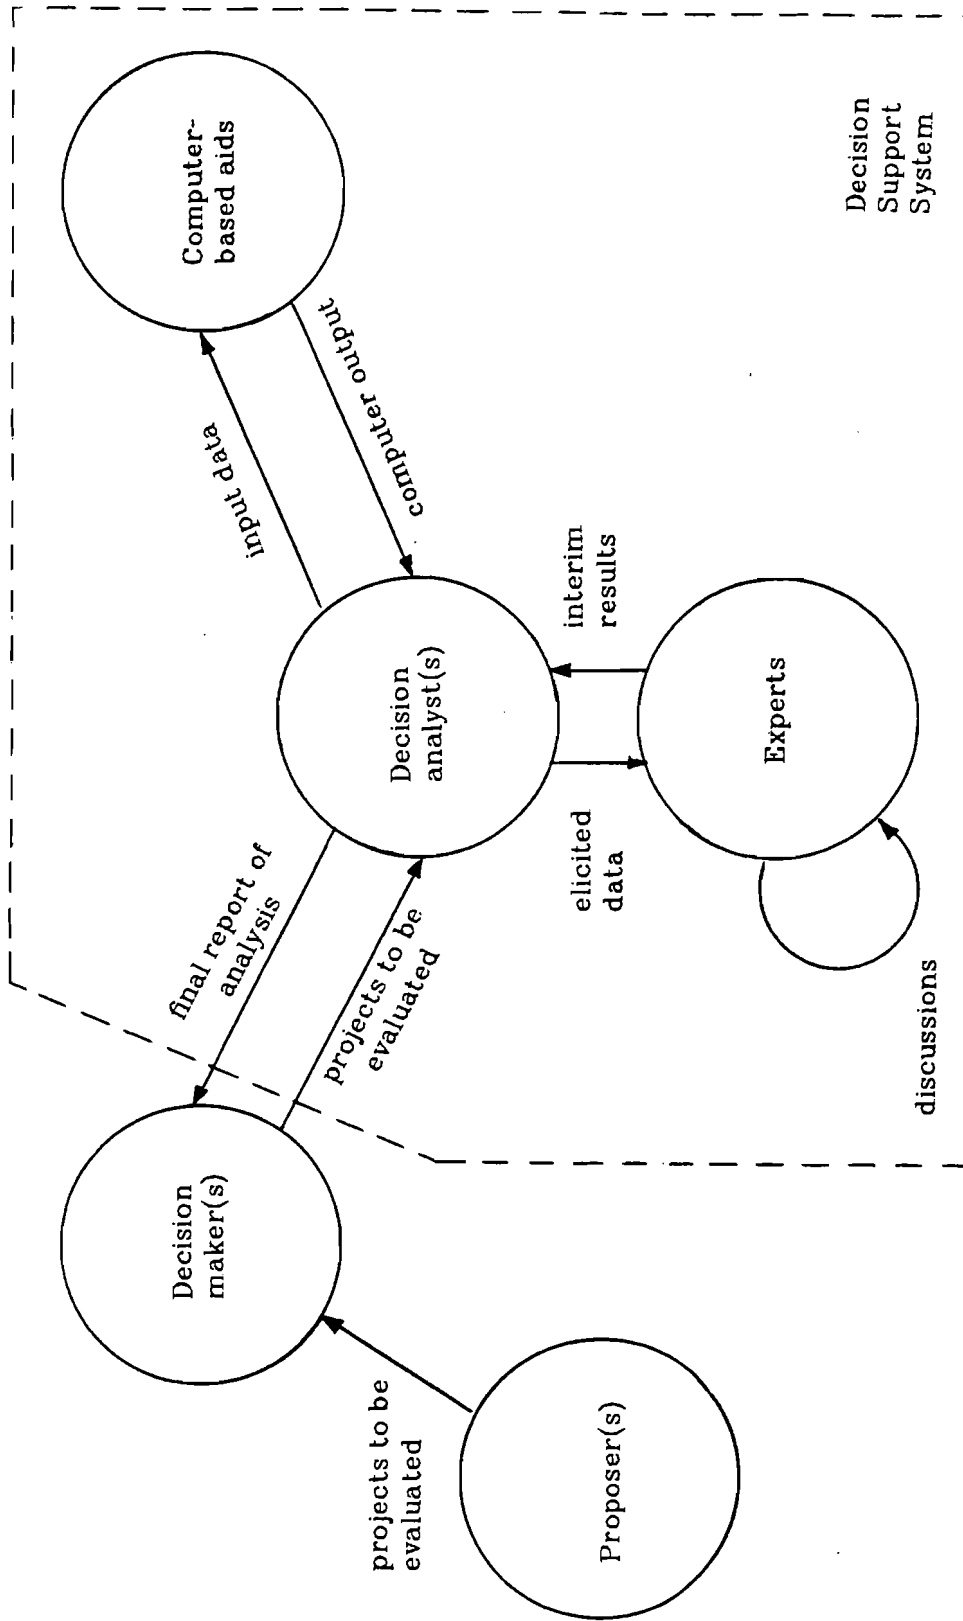 Proposer(s)
projects to be
evaluated
Decision
maker(s)
final report of
analysis
projects to be
evaluated
Decision
analyst(s)
input data
computer output
Computer-
based aids
elicited
data
interim
results
Experts
discussions
Decision
Support
System